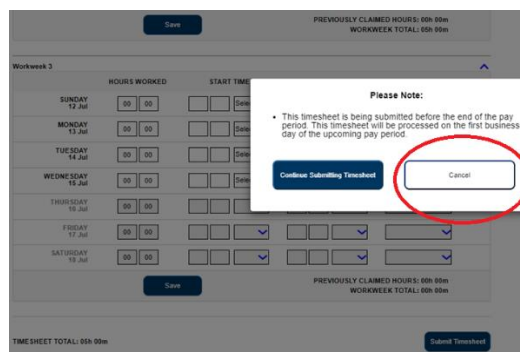 Save
PREVIOUSLY CLAIMED HOURS: 00h 00m
WORKWEEK TOTAL: 05h 00m
Workweek 3
HOURS WORKED
START TIME
Please Note:
• This timesheet is being submitted before the end of the pay
period. This timesheet will be processed on the first business
day of the upcoming pay period.
Continue Submitting Timesheet
Cancel
SUNDAY
12 Jul
00 00
Selec
MONDAY
13 Jul
00 00
Selec
TUESDAY
14 Jul
00 00
Selec
WEDNESDAY
15 Jul
00 00
Selec
THURSDAY
16 Jul
00 00
FRIDAY
17 Jul
00 00
SATURDAY
18 Jul
00 00
Save
PREVIOUSLY CLAIMED HOURS: 00h 00m
WORKWEEK TOTAL: 00h 00m
TIMESHEET TOTAL: 05h 00m
Submit Timesheet